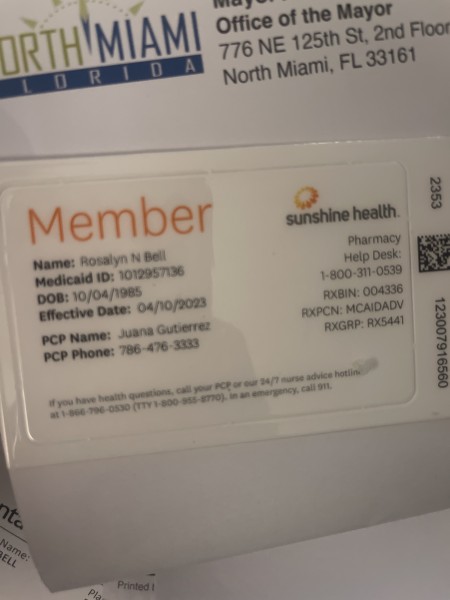 NORTH MIAMI
FLORIDA
Office of the Mayor
776 NE 125th St, 2nd Floor
North Miami, FL 33161
Member
sunshine health.
Name: Rosalyn N Bell
Medicaid ID: 1012957136
DOB: 10/04/1985
Effective Date: 04/10/2023
PCP Name: Juana Gutierrez
PCP Phone: 786-476-3333
Pharmacy
Help Desk:
1-800-311-0539
RXBIN: 004336
RXPCN: MCAIDADV
RXGRP: RX5441
If you have health questions, call your PCP or our 24/7 nurse advice hotline
at 1-866-796-0530 (TTY 1-800-955-8770). In an emergency, call 911.
2353
123007916560
Name:
BELL
Printed